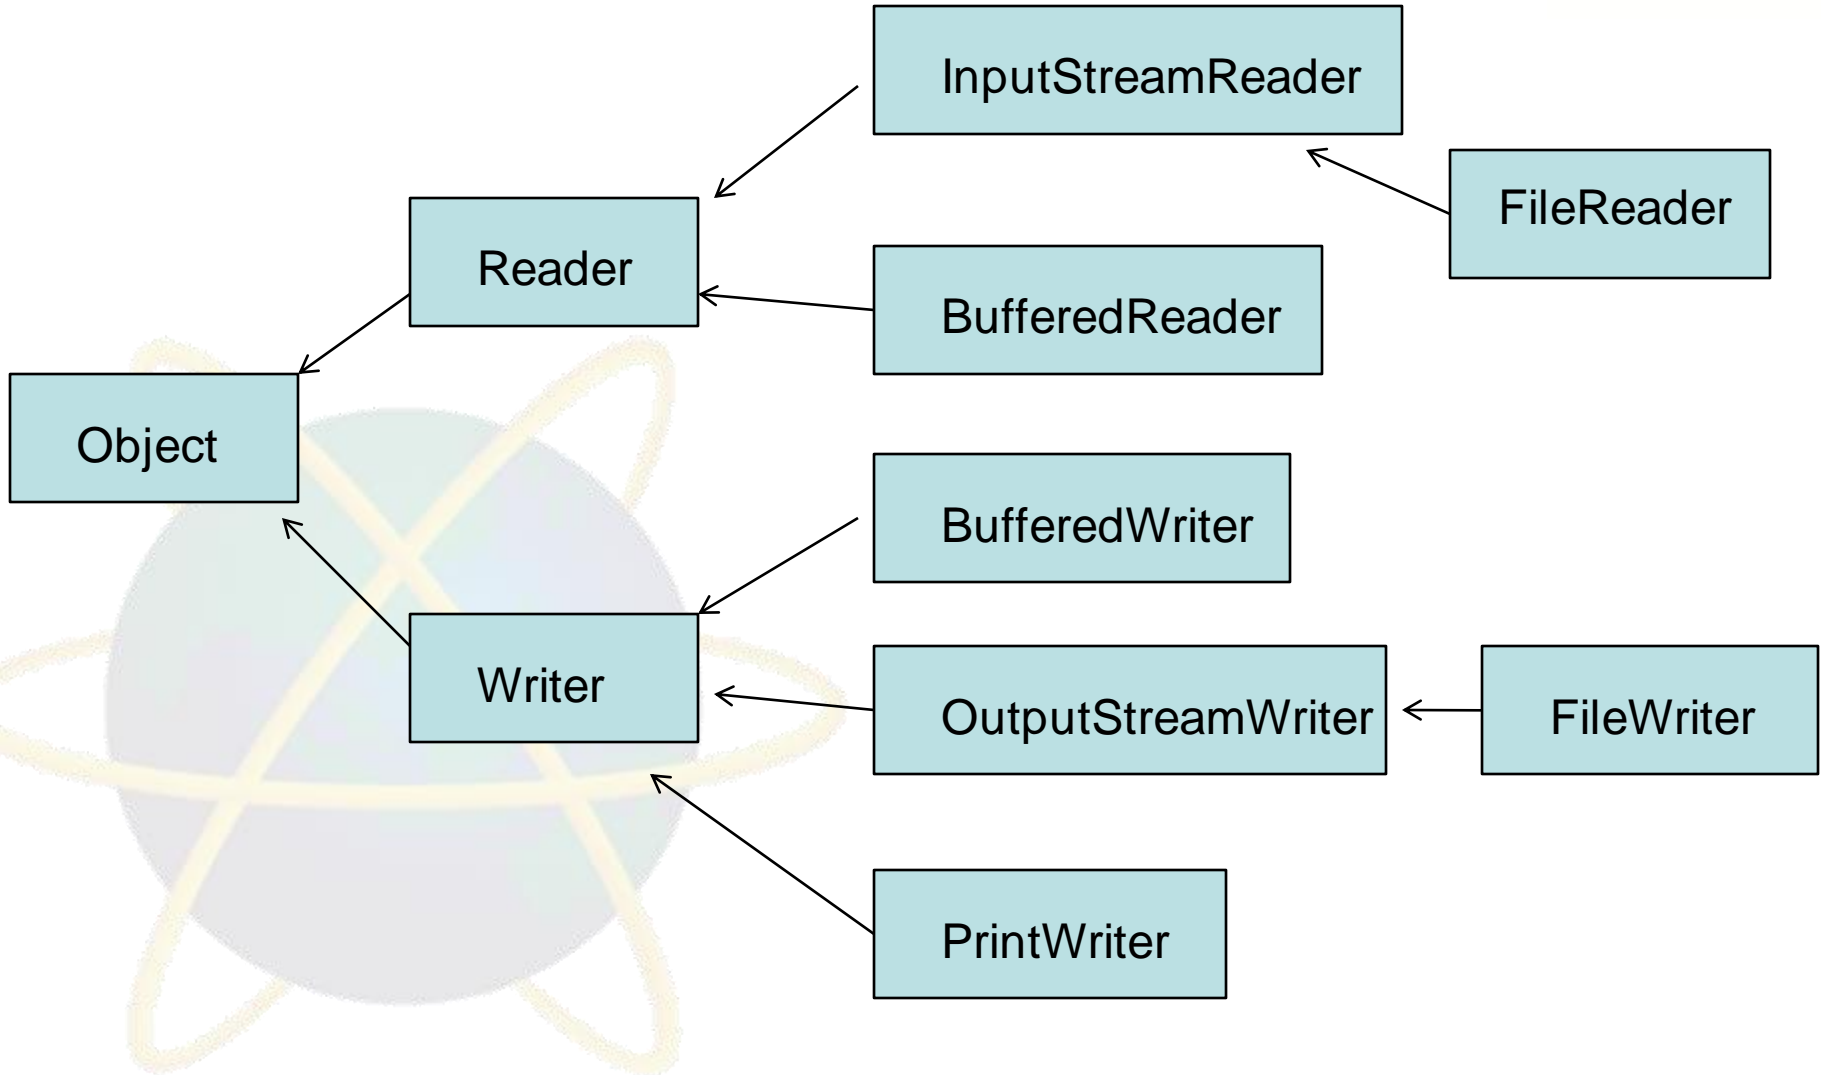 InputStreamReader
FileReader
Reader
BufferedReader
Object
BufferedWriter
Writer
OutputStreamWriter
FileWriter
PrintWriter